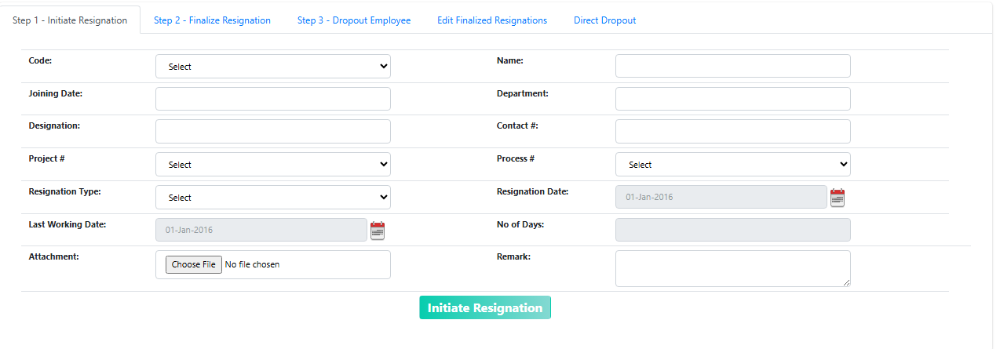 Step 1 - Initiate Resignation Step 2 - Finalize Resignation Step 3 - Dropout Employee Edit Finalized Resignations Direct Dropout
Code: Select Name:
Joining Date: Department:
Designation: Contact #:
Project # Select Process # Select
Resignation Type: Select Resignation Date: 01-Jan-2016
Last Working Date: 01-Jan-2016 No of Days:
Attachment: Choose File No file chosen Remark:
Initiate Resignation